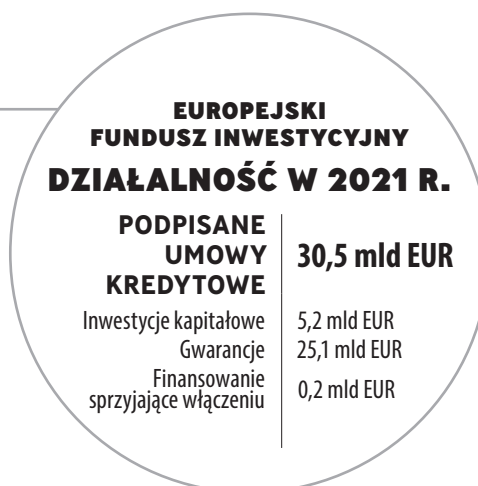 EUROPEJSKI
FUNDUSZ INWESTYCYJNY
DZIAŁALNOŚĆ W 2021 R.
PODPISANE
UMOWY
KREDYTOWE
30,5 mld EUR
Inwestycje kapitałowe 5,2 mld EUR
Gwarancje 25,1 mld EUR
Finansowanie
sprzyjające włączeniu
0,2 mld EUR